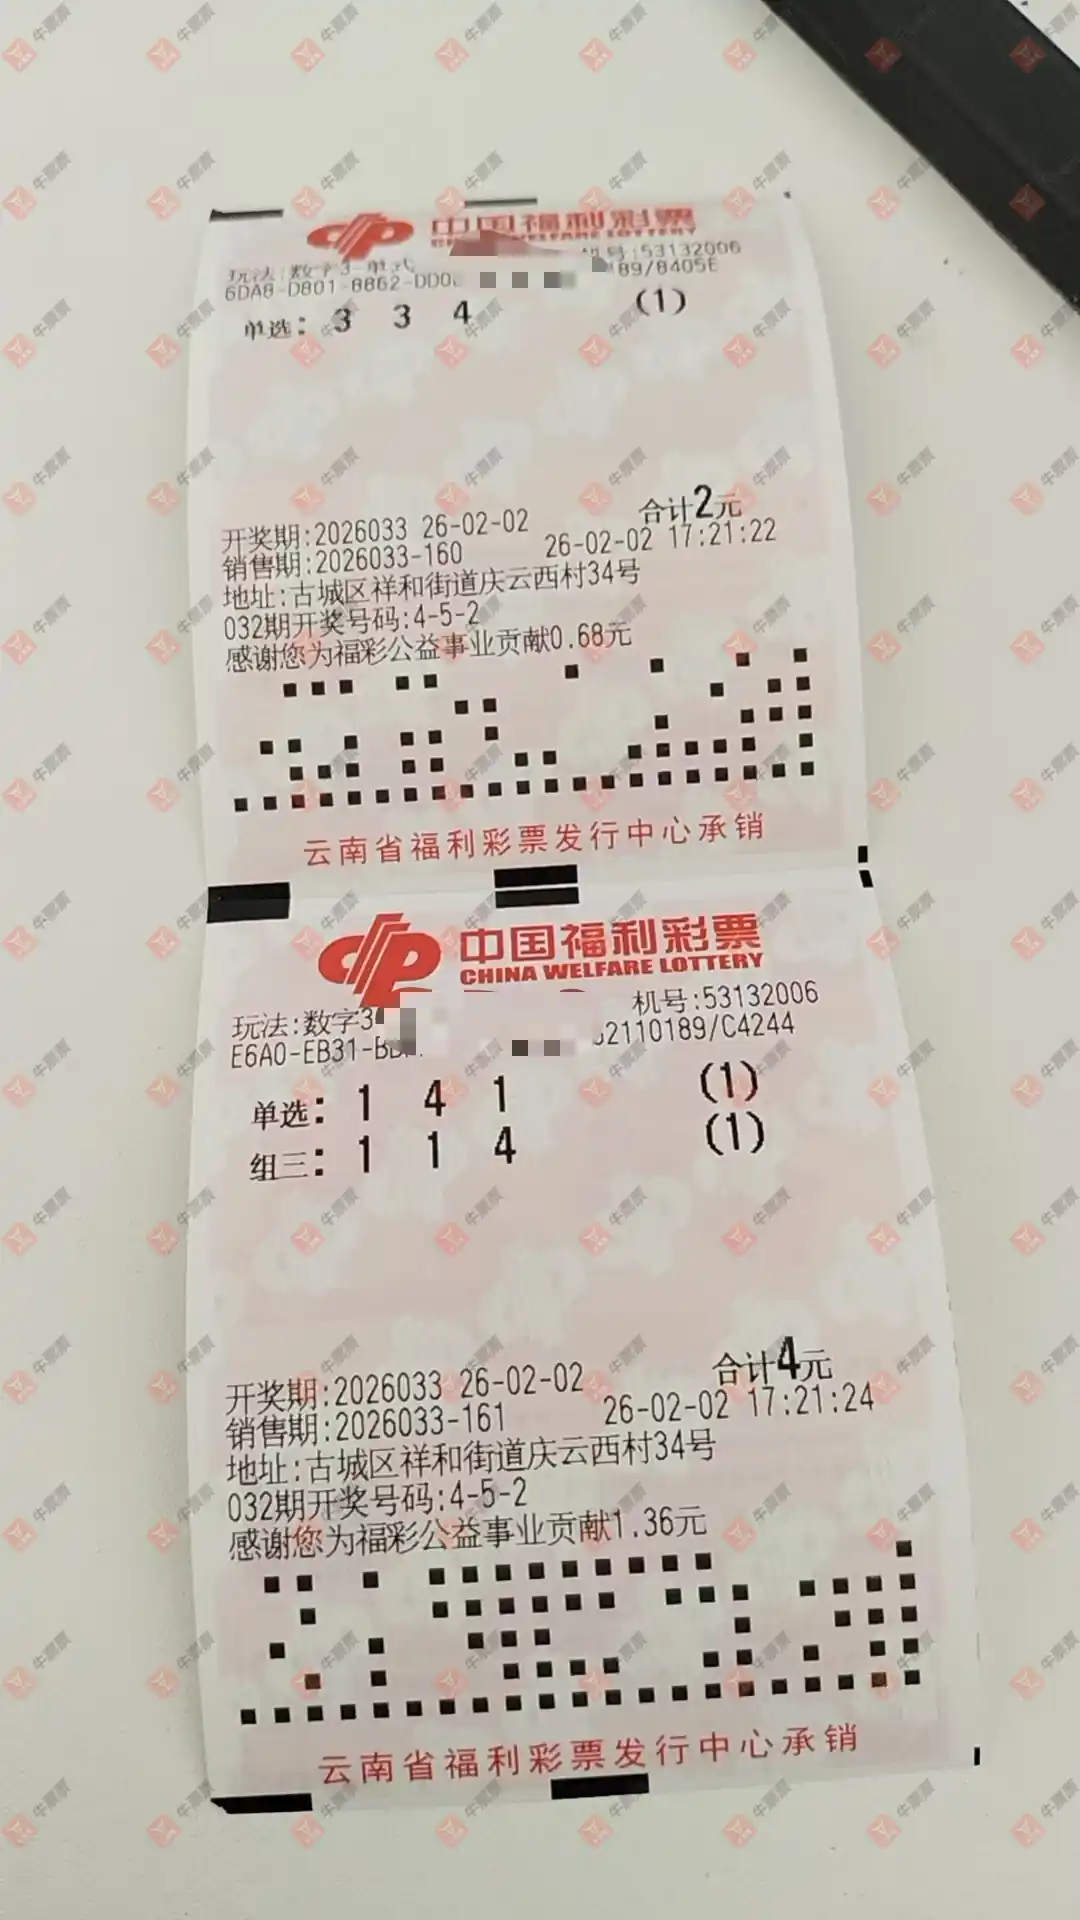 中国福利彩票
CHINA WELFARE LOTTERY
玩法:数字3-单式 机号:53132006
6DA8-D801-8862-DD0 189/8405E
单选: 3 3 4 (1)
合计2元
开奖期:2026033 26-02-02
销售期:2026033-160 26-02-02 17:21:22
地址:古城区祥和街道庆云西村34号
032期开奖号码:4-5-2
感谢您为福彩公益事业贡献0.68元
云南省福利彩票发行中心承销
中国福利彩票
CHINA WELFARE LOTTERY
玩法:数字3 机号:53132006
E6A0-EB31- 2110189/C4244
单选: 1 4 1 (1)
组三: 1 1 4 (1)
合计4元
开奖期:2026033 26-02-02
销售期:2026033-161 26-02-02 17:21:24
地址:古城区祥和街道庆云西村34号
032期开奖号码:4-5-2
感谢您为福彩公益事业贡献1.36元
云南省福利彩票发行中心承销
牛票票